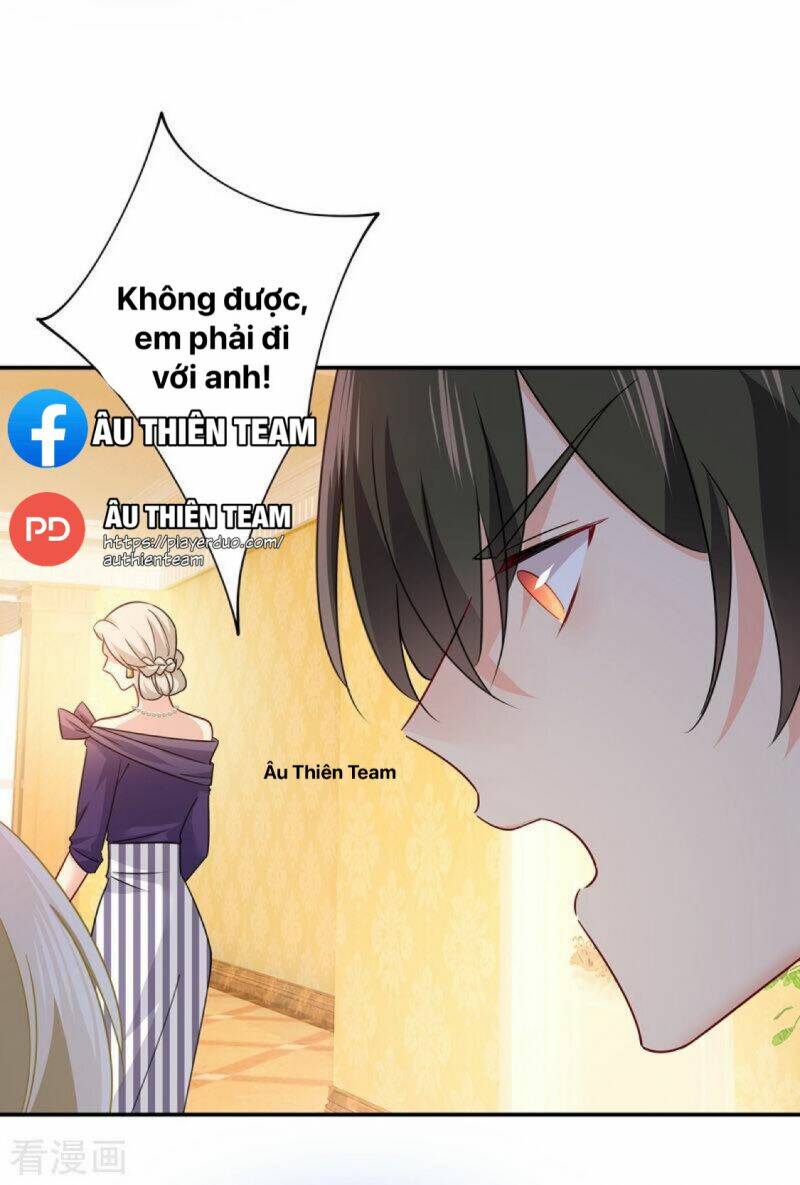 Không được,
em phải đi
với anh!
f ÂU THIÊN TEAM
PD ÂU THIÊN TEAM
https://playerduo.com/
authienteam
Âu Thiên Team
看漫画